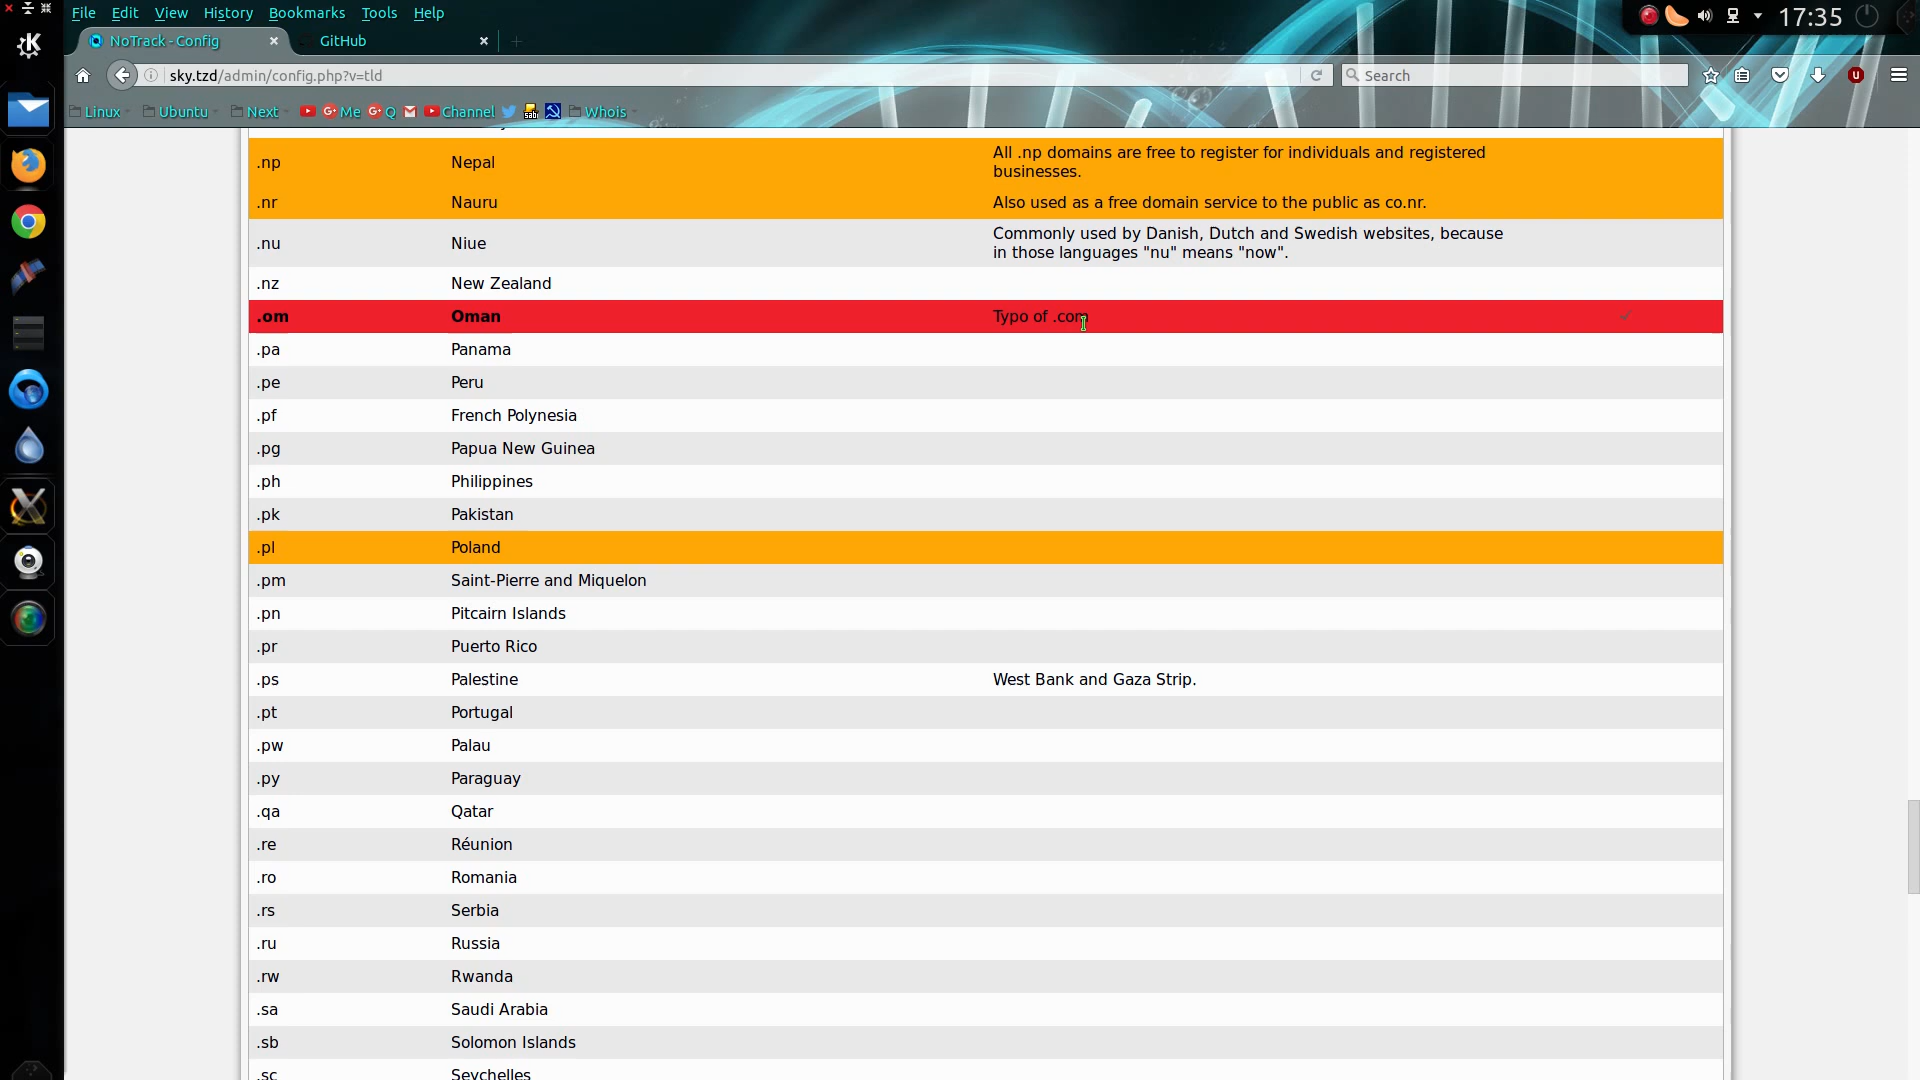 File Edit View History Bookmarks Tools Help
17:35
NoTrack - Config
GitHub
sky.tzd/admin/config.php?v=tld
Search
Linux Ubuntu Next Me Q Channel Whois
.np Nepal All .np domains are free to register for individuals and registered
businesses.
.nr Nauru Also used as a free domain service to the public as co.nr.
.nu Niue Commonly used by Danish, Dutch and Swedish websites, because
in those languages "nu" means "now".
.nz New Zealand
.om Oman Typo of .com
.pa Panama
.pe Peru
.pf French Polynesia
.pg Papua New Guinea
.ph Philippines
.pk Pakistan
.pl Poland
.pm Saint-Pierre and Miquelon
.pn Pitcairn Islands
.pr Puerto Rico
.ps Palestine West Bank and Gaza Strip.
.pt Portugal
.pw Palau
.py Paraguay
.qa Qatar
.re Réunion
.ro Romania
.rs Serbia
.ru Russia
.rw Rwanda
.sa Saudi Arabia
.sb Solomon Islands
.sc Seychelles